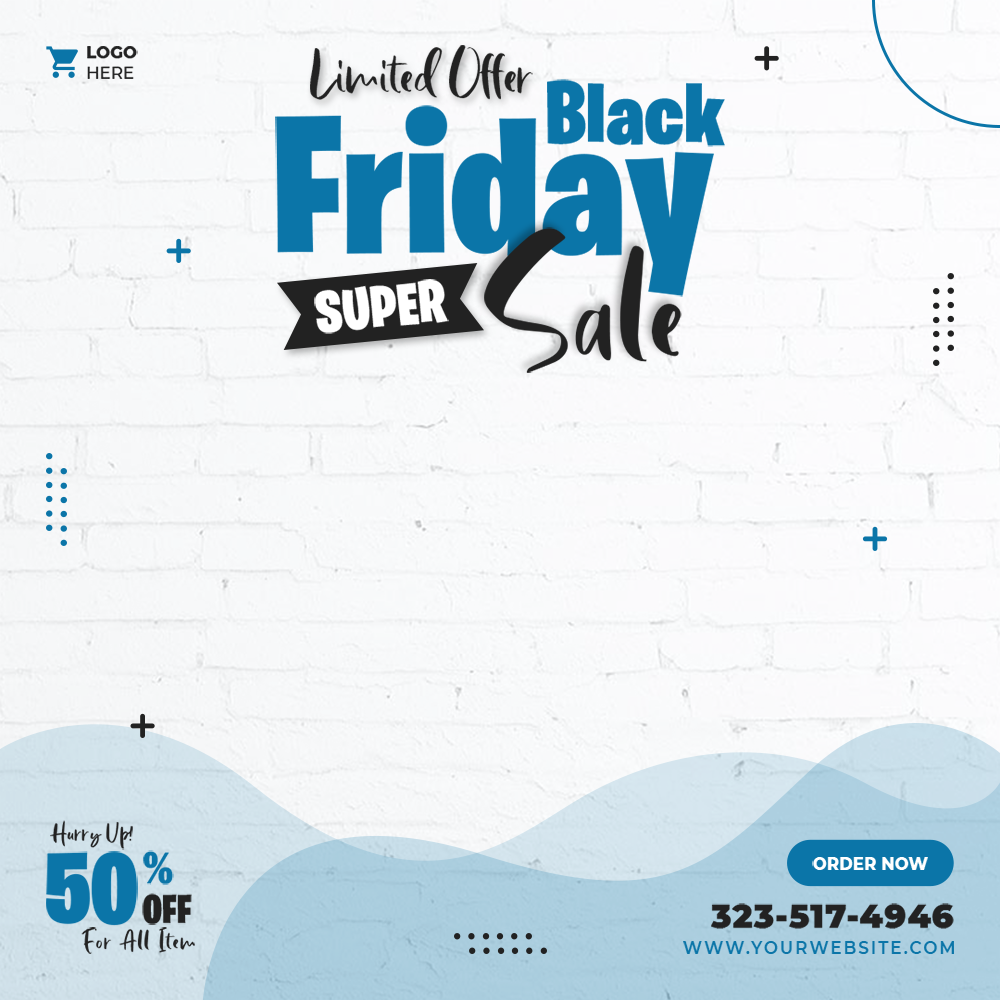 LOGO
HERE
Limited Offer
Black
Friday
SUPER
Sale
Hurry Up!
50%
OFF
For All Item
ORDER NOW
323-517-4946
WWW.YOURWEBSITE.COM